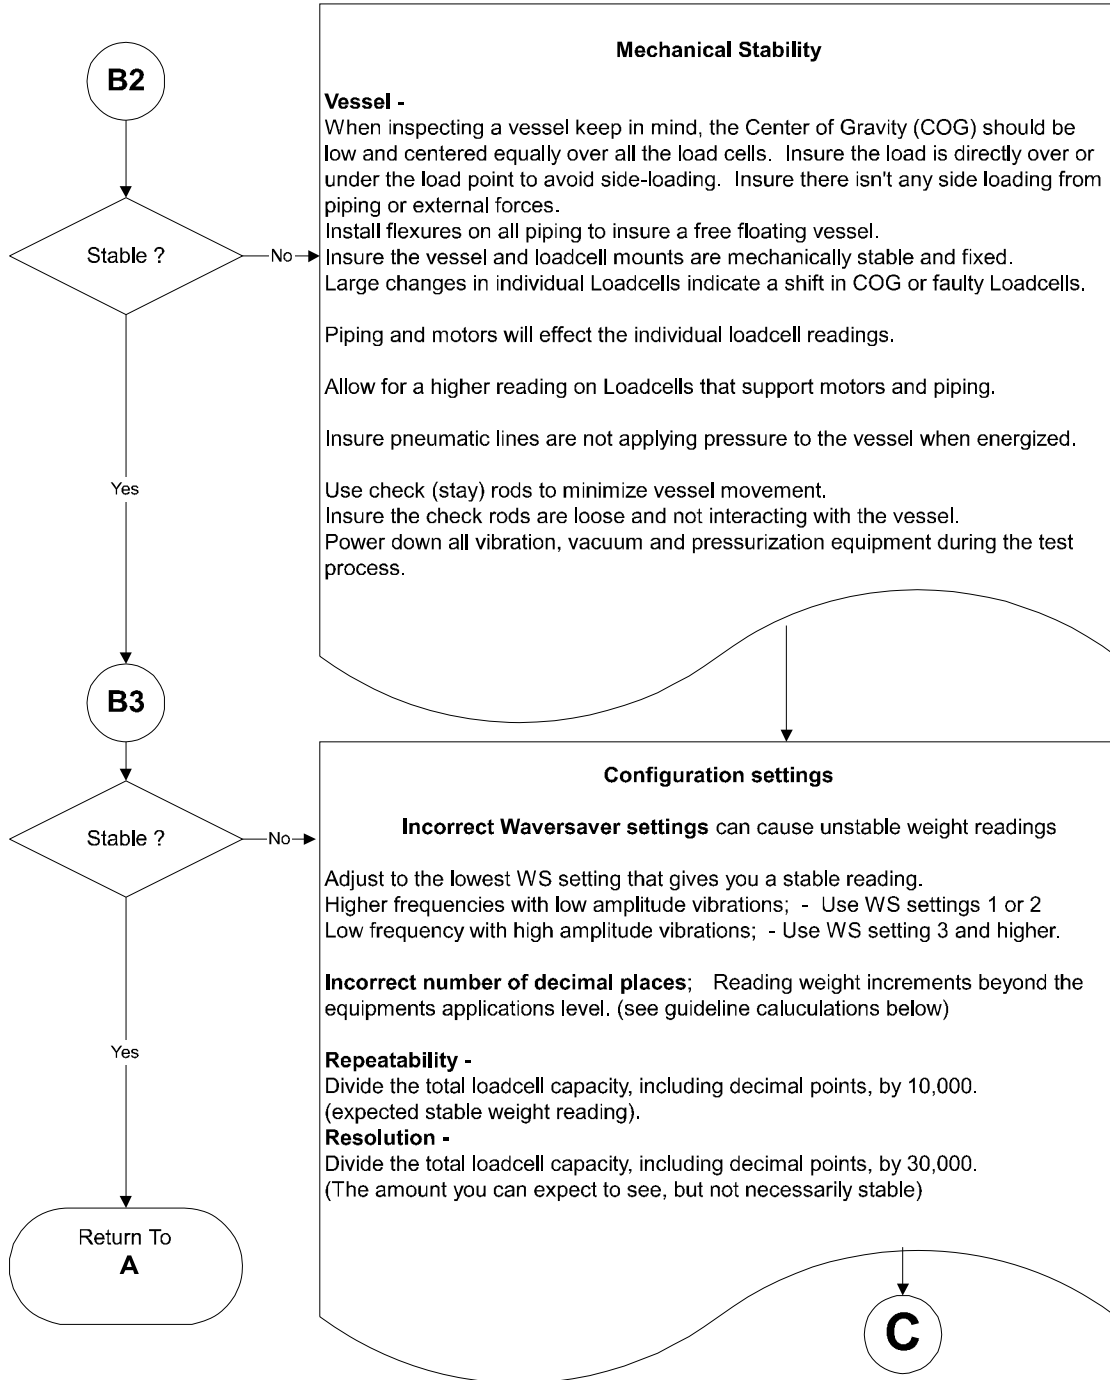 B2
Stable ?
No
Yes
Mechanical Stability
Vessel -
When inspecting a vessel keep in mind, the Center of Gravity (COG) should be
low and centered equally over all the load cells.  Insure the load is directly over or
under the load point to avoid side-loading.  Insure there isn't any side loading from
piping or external forces.
Install flexures on all piping to insure a free floating vessel.
Insure the vessel and loadcell mounts are mechanically stable and fixed.
Large changes in individual Loadcells indicate a shift in COG or faulty Loadcells.
Piping and motors will effect the individual loadcell readings.
Allow for a higher reading on Loadcells that support motors and piping.
Insure pneumatic lines are not applying pressure to the vessel when energized.
Use check (stay) rods to minimize vessel movement.
Insure the check rods are loose and not interacting with the vessel.
Power down all vibration, vacuum and pressurization equipment during the test
process.
B3
Stable ?
No
Yes
Return To
A
Configuration settings
Incorrect Waversaver settings can cause unstable weight readings
Adjust to the lowest WS setting that gives you a stable reading.
Higher frequencies with low amplitude vibrations;  -  Use WS settings 1 or 2
Low frequency with high amplitude vibrations;  - Use WS setting 3 and higher.
Incorrect number of decimal places;   Reading weight increments beyond the
equipments applications level. (see guideline caluculations below)
Repeatability -
Divide the total loadcell capacity, including decimal points, by 10,000.
(expected stable weight reading).
Resolution -
Divide the total loadcell capacity, including decimal points, by 30,000.
(The amount you can expect to see, but not necessarily stable)
C